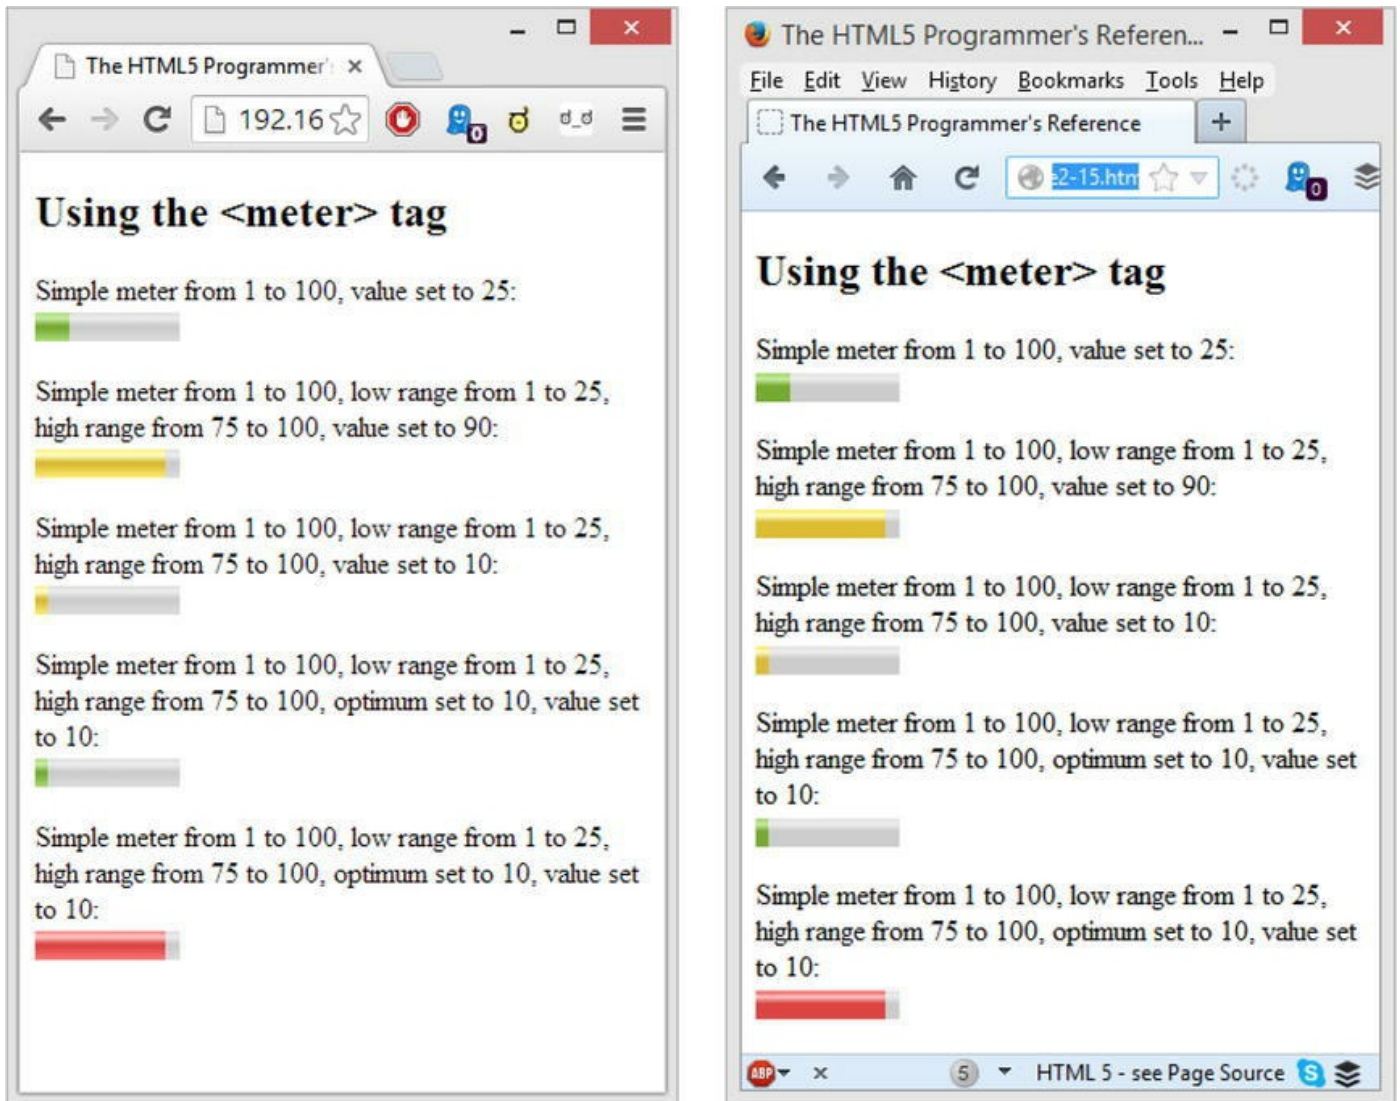 The HTML5 Programmer'
192.16
0
ಠ_ಠ
Using the <meter> tag
Simple meter from 1 to 100, value set to 25:
Simple meter from 1 to 100, low range from 1 to 25,
high range from 75 to 100, value set to 90:
Simple meter from 1 to 100, low range from 1 to 25,
high range from 75 to 100, value set to 10:
Simple meter from 1 to 100, low range from 1 to 25,
high range from 75 to 100, optimum set to 10, value set
to 10:
Simple meter from 1 to 100, low range from 1 to 25,
high range from 75 to 100, optimum set to 10, value set
to 10:
The HTML5 Programmer's Referen...
File Edit View History Bookmarks Tools Help
The HTML5 Programmer's Reference
e2-15.htm
0
Using the <meter> tag
Simple meter from 1 to 100, value set to 25:
Simple meter from 1 to 100, low range from 1 to 25,
high range from 75 to 100, value set to 90:
Simple meter from 1 to 100, low range from 1 to 25,
high range from 75 to 100, value set to 10:
Simple meter from 1 to 100, low range from 1 to 25,
high range from 75 to 100, optimum set to 10, value set
to 10:
Simple meter from 1 to 100, low range from 1 to 25,
high range from 75 to 100, optimum set to 10, value set
to 10:
ABP 5 HTML 5 - see Page Source S